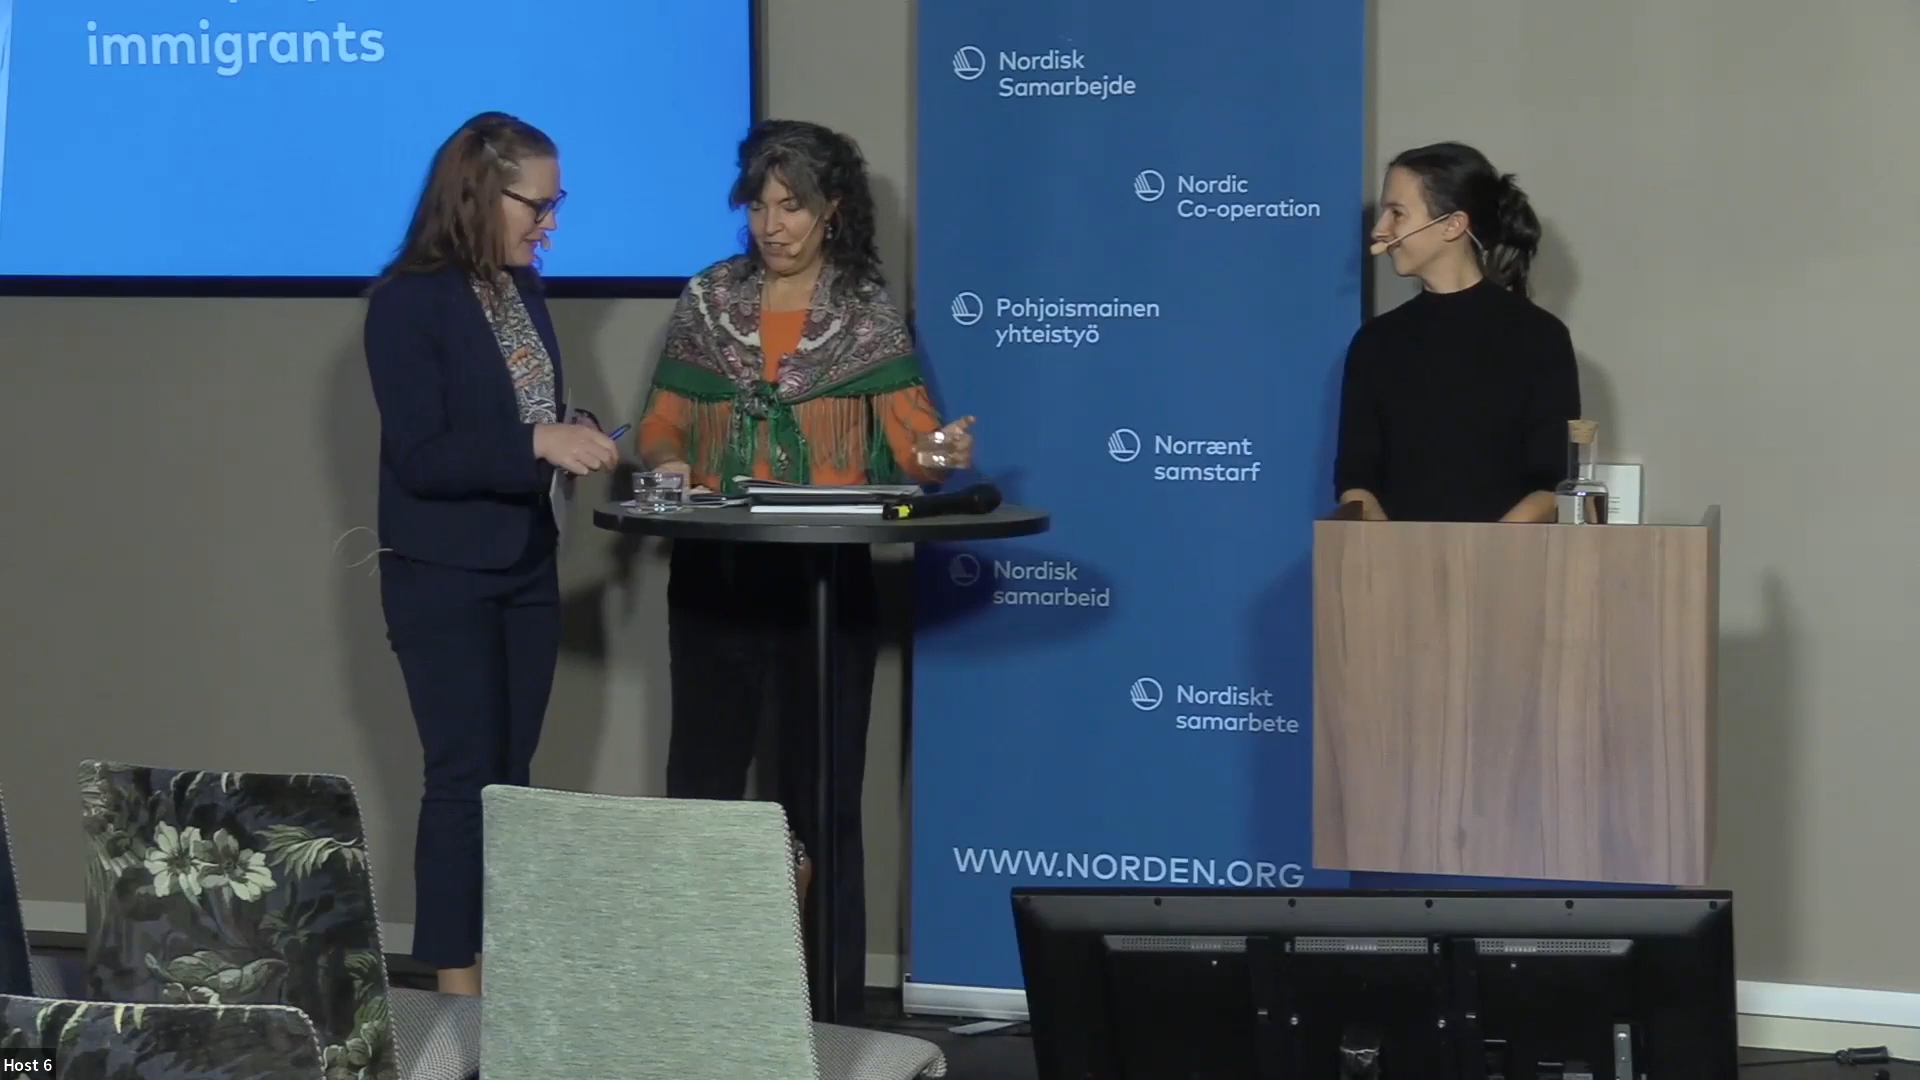 immigrants
Nordisk
Samarbejde
Nordic
Co-operation
Pohjoismainen
yhteistyö
Norrænt
samstarf
Nordisk
samarbeid
Nordiskt
samarbete
WWW.NORDEN.ORG
Host 6